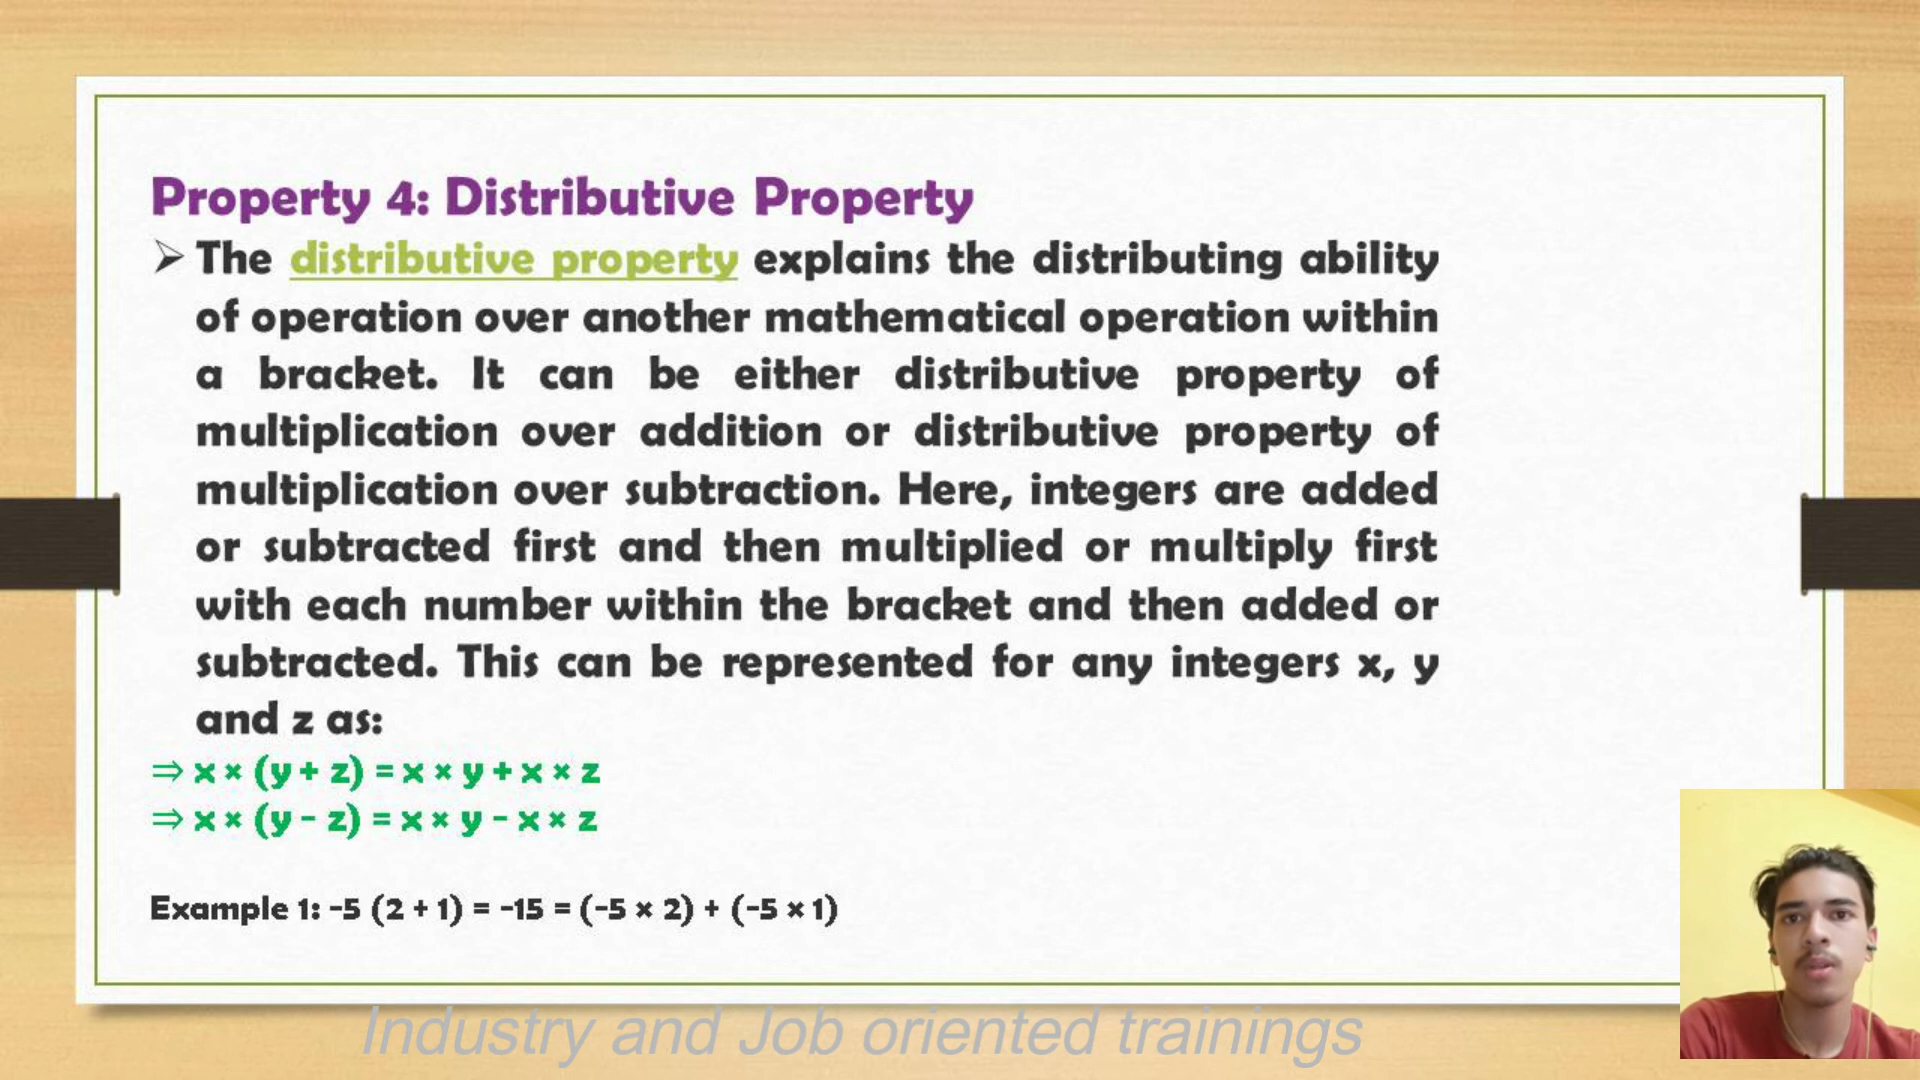 Property 4: Distributive Property
➢ The distributive property explains the distributing ability
of operation over another mathematical operation within
a bracket. It can be either distributive property of
multiplication over addition or distributive property of
multiplication over subtraction. Here, integers are added
or subtracted first and then multiplied or multiply first
with each number within the bracket and then added or
subtracted. This can be represented for any integers x, y
and z as:
⇒ x × (y + z) = x × y + x × z
⇒ x × (y − z) = x × y − x × z
Example 1: -5 (2 + 1) = -15 = (-5 × 2) + (-5 × 1)
Industry and Job oriented trainings